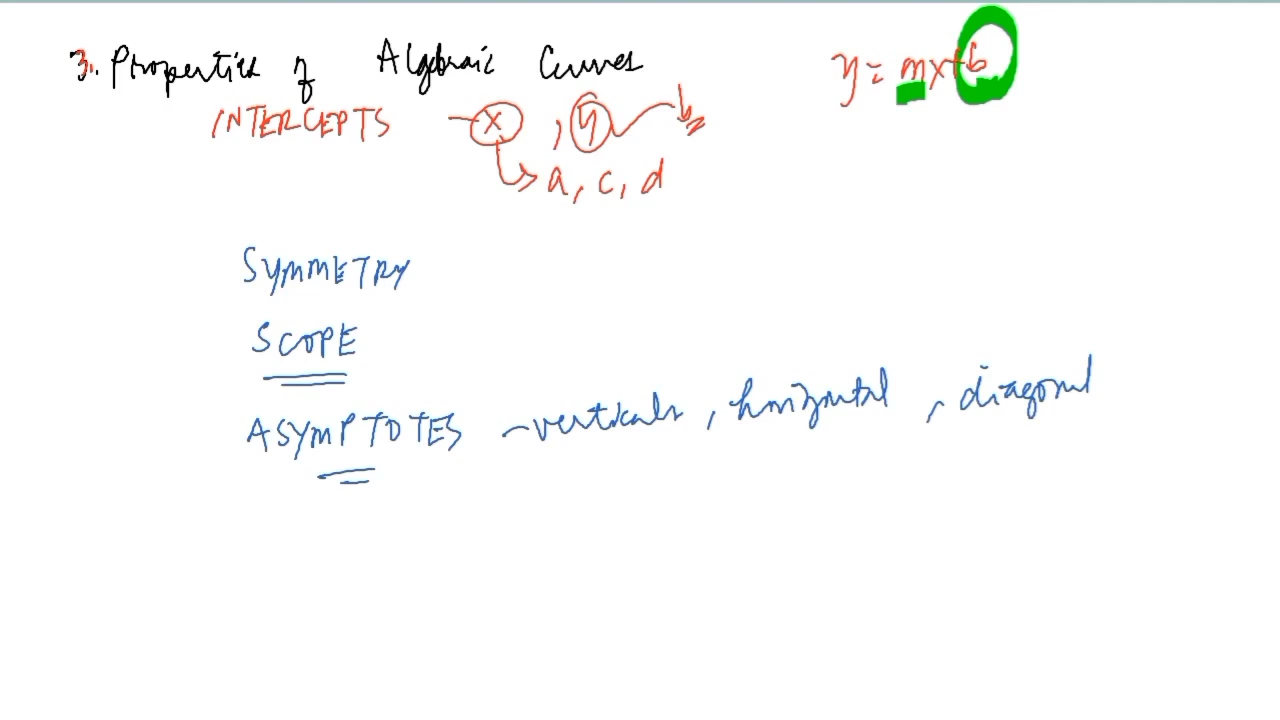 3. Properties of Algebraic Curves
y = mx+b
INTERCEPTS - x , y b
a, c, d
SYMMETRY
SCOPE
ASYMPTOTES - verticals , horizontal , diagonal